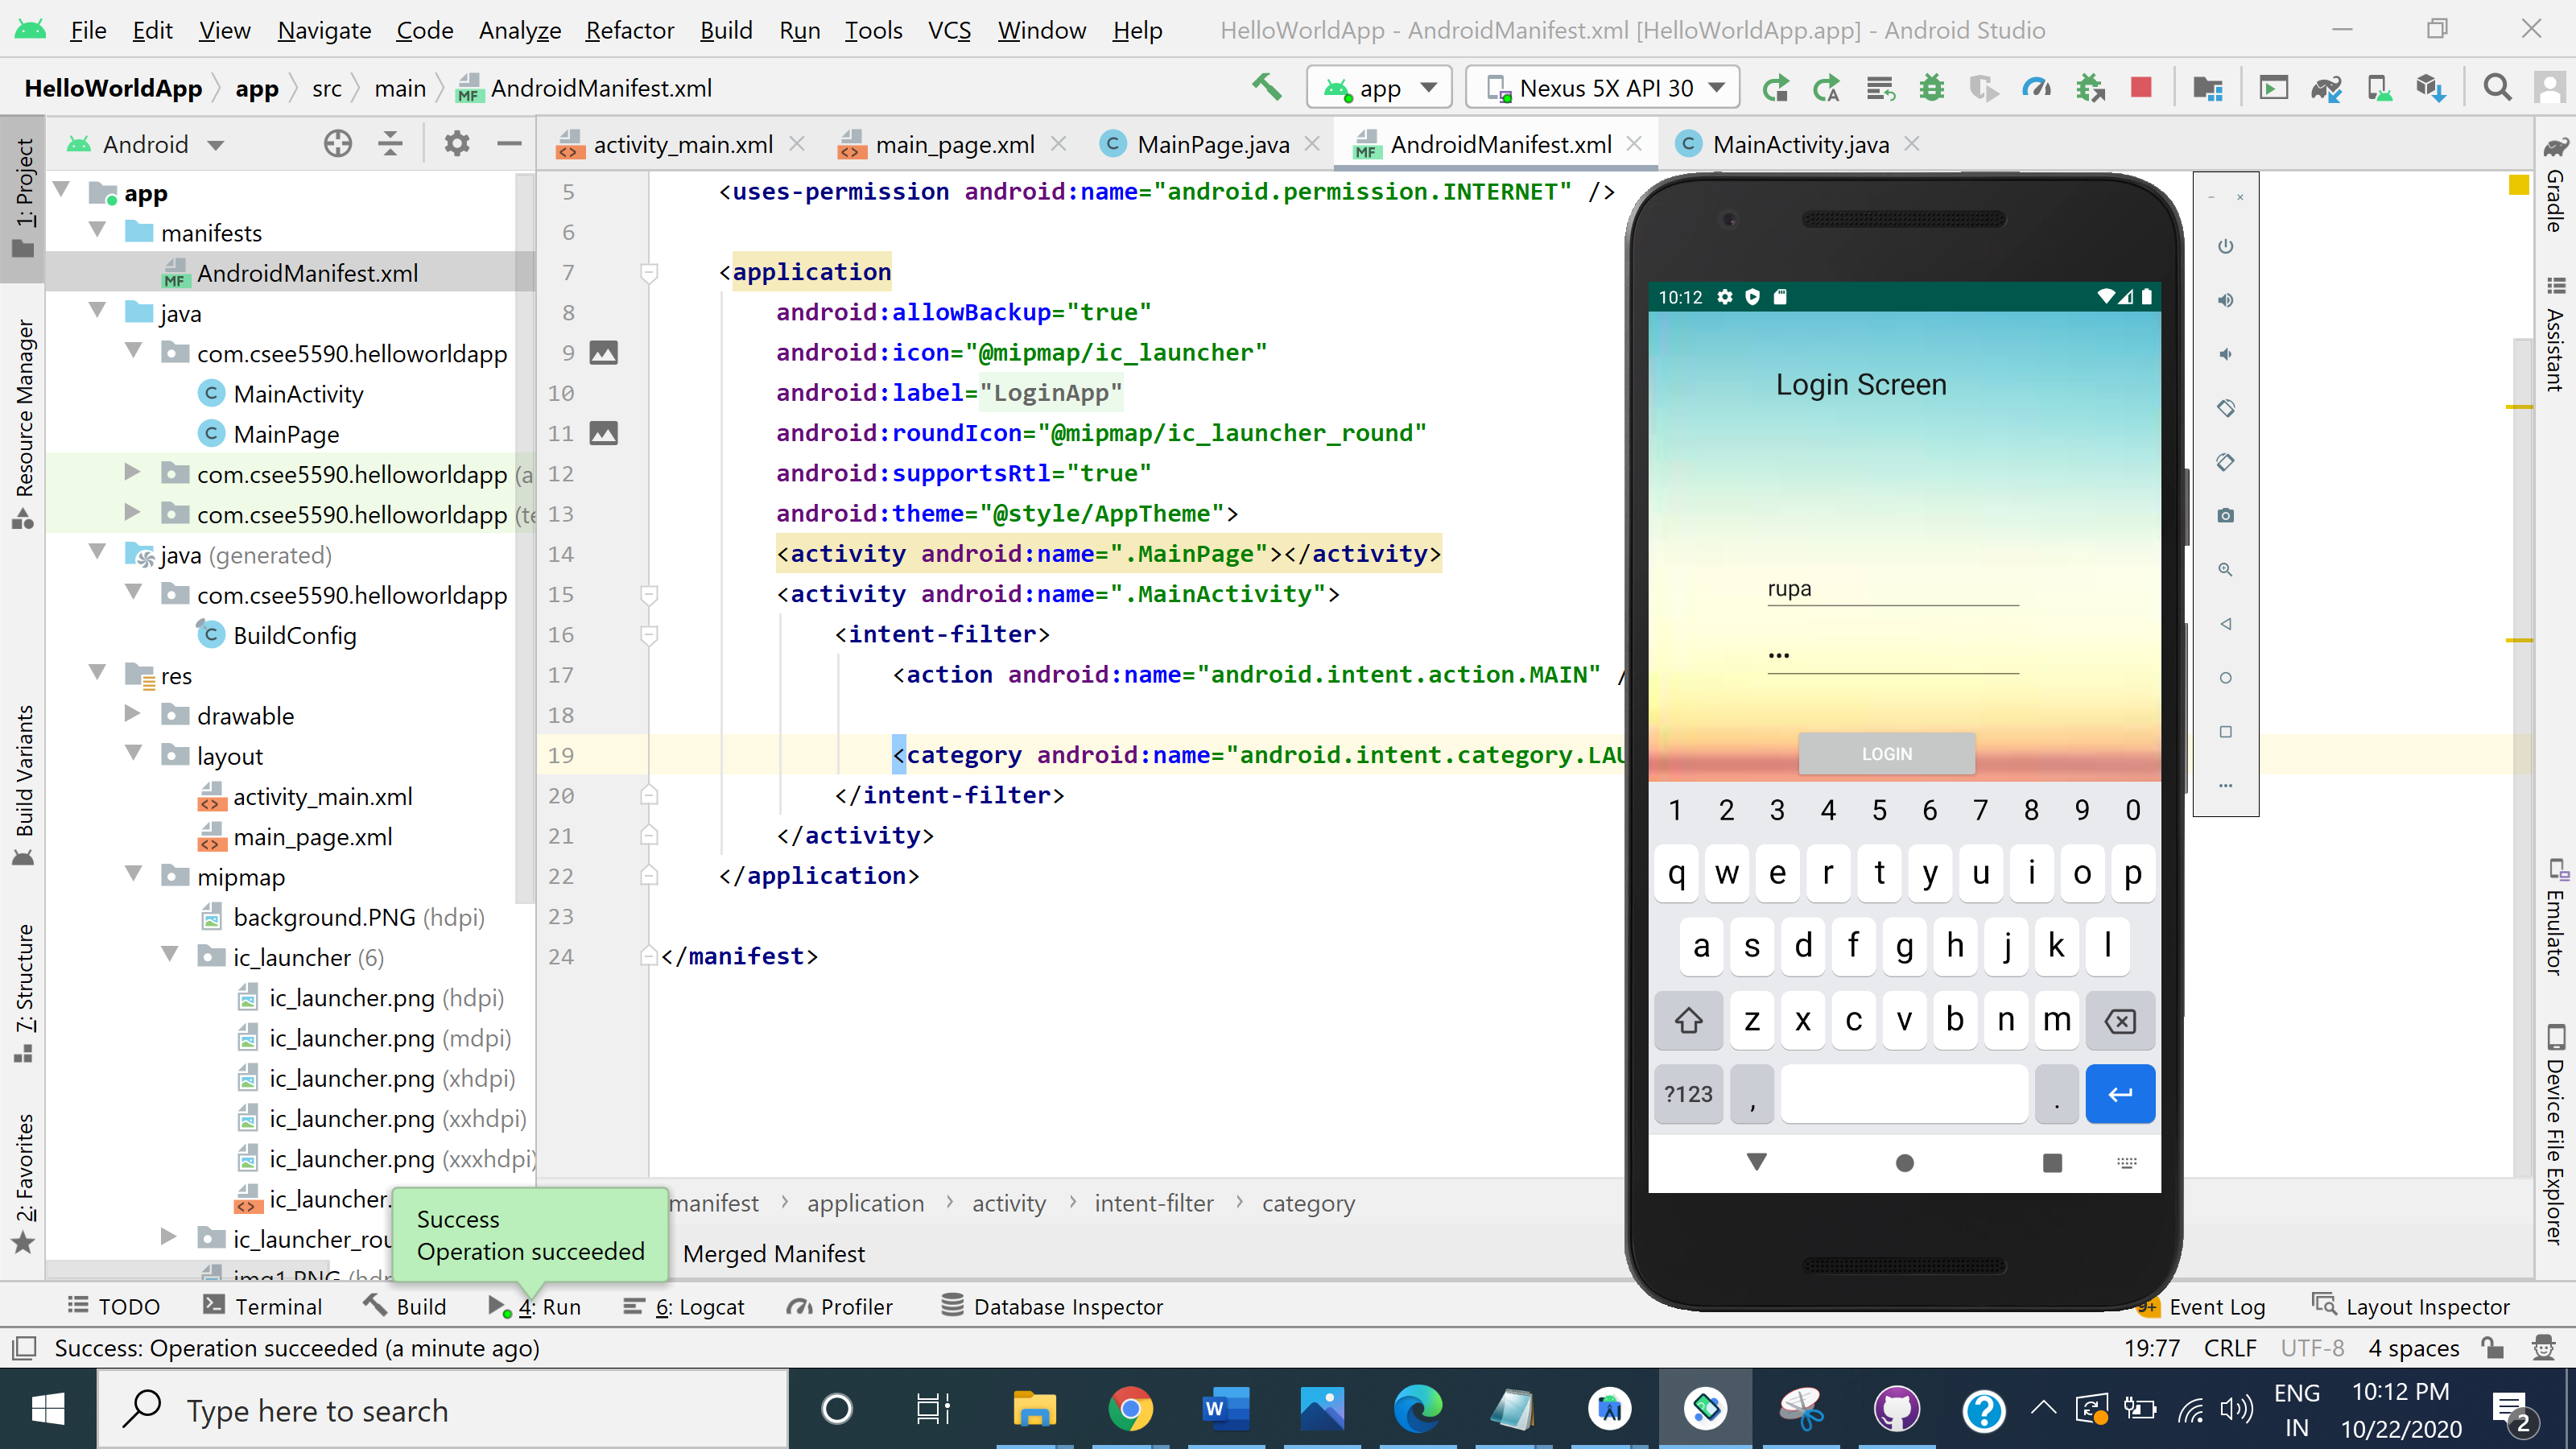 File Edit View Navigate Code Analyze Refactor Build Run Tools VCS Window Help HelloWorldApp - AndroidManifest.xml [HelloWorldApp.app] - Android Studio
HelloWorldApp app src main AndroidManifest.xml app Nexus 5X API 30
Android activity_main.xml main_page.xml MainPage.java AndroidManifest.xml MainActivity.java
1: Project
Resource Manager
Build Variants
7: Structure
2: Favorites
app
manifests
AndroidManifest.xml
java
com.csee5590.helloworldapp
MainActivity
MainPage
com.csee5590.helloworldapp (a
com.csee5590.helloworldapp (te
java (generated)
com.csee5590.helloworldapp
BuildConfig
res
drawable
layout
activity_main.xml
main_page.xml
mipmap
background.PNG (hdpi)
ic_launcher (6)
ic_launcher.png (hdpi)
ic_launcher.png (mdpi)
ic_launcher.png (xhdpi)
ic_launcher.png (xxhdpi)
ic_launcher.png (xxxhdpi)
ic_launcher.
ic_launcher_rou
img1.PNG (hdp
5 <uses-permission android:name="android.permission.INTERNET" />
6
7 <application
8 android:allowBackup="true"
9 android:icon="@mipmap/ic_launcher"
10 android:label="LoginApp"
11 android:roundIcon="@mipmap/ic_launcher_round"
12 android:supportsRtl="true"
13 android:theme="@style/AppTheme">
14 <activity android:name=".MainPage"></activity>
15 <activity android:name=".MainActivity">
16 <intent-filter>
17 <action android:name="android.intent.action.MAIN" /
18
19 <category android:name="android.intent.category.LAU
20 </intent-filter>
21 </activity>
22 </application>
23
24 </manifest>
manifest › application › activity › intent-filter › category
Merged Manifest
Success
Operation succeeded
10:12
Login Screen
rupa
•••
LOGIN
1 2 3 4 5 6 7 8 9 0
q w e r t y u i o p
a s d f g h j k l
z x c v b n m
?123 , .
Gradle
Assistant
Emulator
Device File Explorer
TODO Terminal Build 4: Run 6: Logcat Profiler Database Inspector 9+ Event Log Layout Inspector
Success: Operation succeeded (a minute ago) 19:77 CRLF UTF-8 4 spaces
Type here to search
ENG
IN
10:12 PM
10/22/2020
2